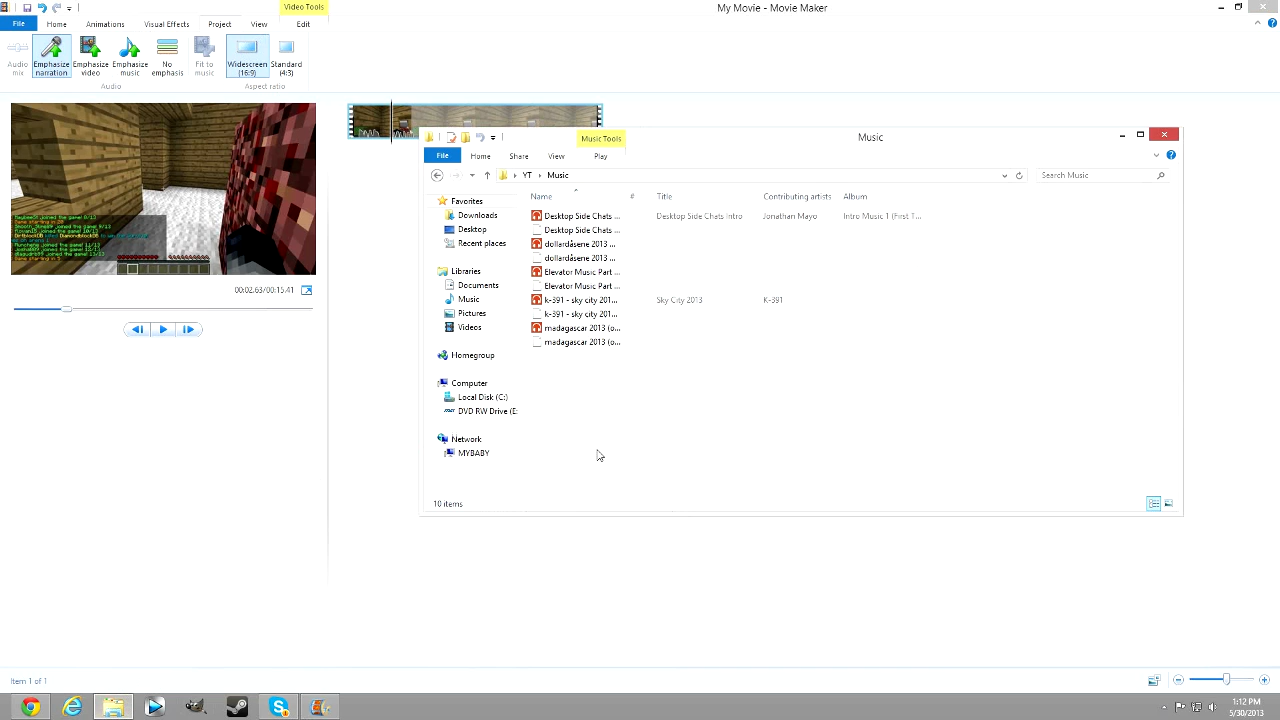 Video Tools
My Movie - Movie Maker
File Home Animations Visual Effects Project View Edit
Audio mix
Emphasize narration
Emphasize video
Emphasize music
No emphasis
Fit to music
Widescreen (16:9)
Standard (4:3)
Audio
Aspect ratio
00:02.63/00:15.41
Music Tools
Music
File Home Share View Play
YT Music
Search Music
Name # Title Contributing artists Album
Favorites
Downloads
Desktop
Recent places
Libraries
Documents
Music
Pictures
Videos
Homegroup
Computer
Local Disk (C:)
DVD RW Drive (E:
Network
MYBABY
Desktop Side Chats ... Desktop Side Chats Intro Jonathan Mayo Intro Music 1 (First T...
Desktop Side Chats ...
dollardåsene 2013 ...
dollardåsene 2013 ...
Elevator Music Part ...
Elevator Music Part ...
k-391 - sky city 201... Sky City 2013 K-391
k-391 - sky city 201...
madagascar 2013 (o...
madagascar 2013 (o...
10 items
Item 1 of 1
1:12 PM
5/30/2013